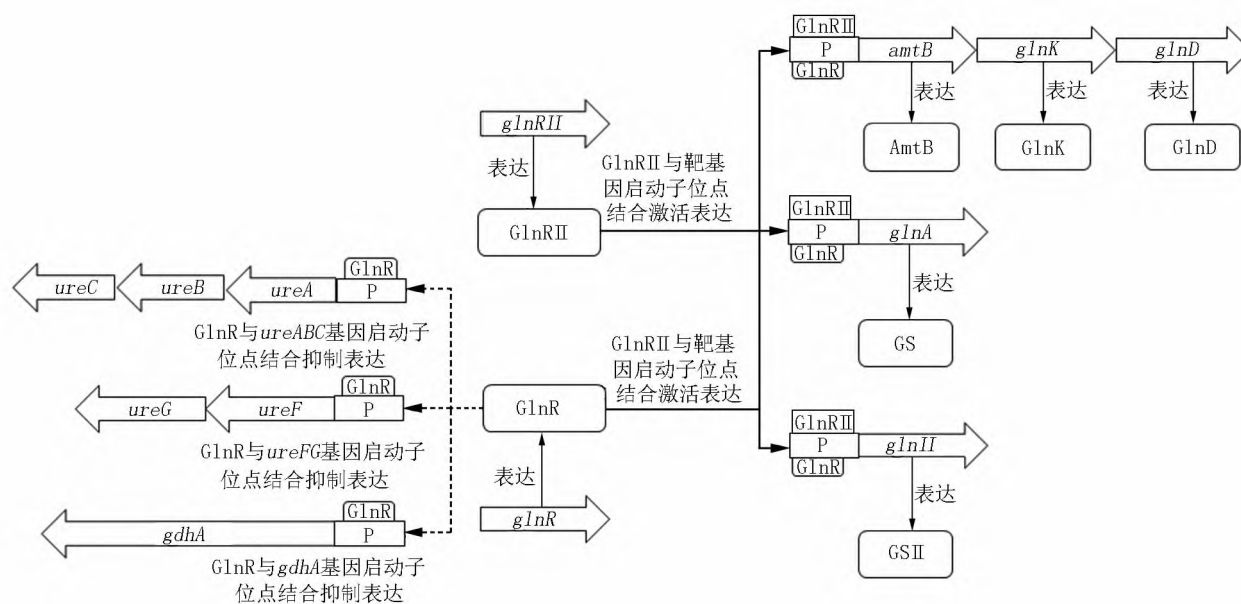 GlnRⅡ
P
amtB
glnK
glnD
GlnR
表达
表达
表达
AmtB
GlnK
GlnD
glnRⅡ
表达
GlnRⅡ
GlnRⅡ与靶基
因启动子位点
结合激活表达
GlnRⅡ
P
glnA
GlnR
表达
GS
ureC
ureB
ureA
GlnR
P
GlnR与ureABC基因启动子
位点结合抑制表达
ureG
ureF
GlnR
P
GlnR与ureFG基因启动子
位点结合抑制表达
gdhA
GlnR
P
GlnR与gdhA基因启动子
位点结合抑制表达
GlnR
表达
glnR
GlnRⅡ与靶基
因启动子位点
结合激活表达
GlnRⅡ
P
glnⅡ
GlnR
表达
GSⅡ